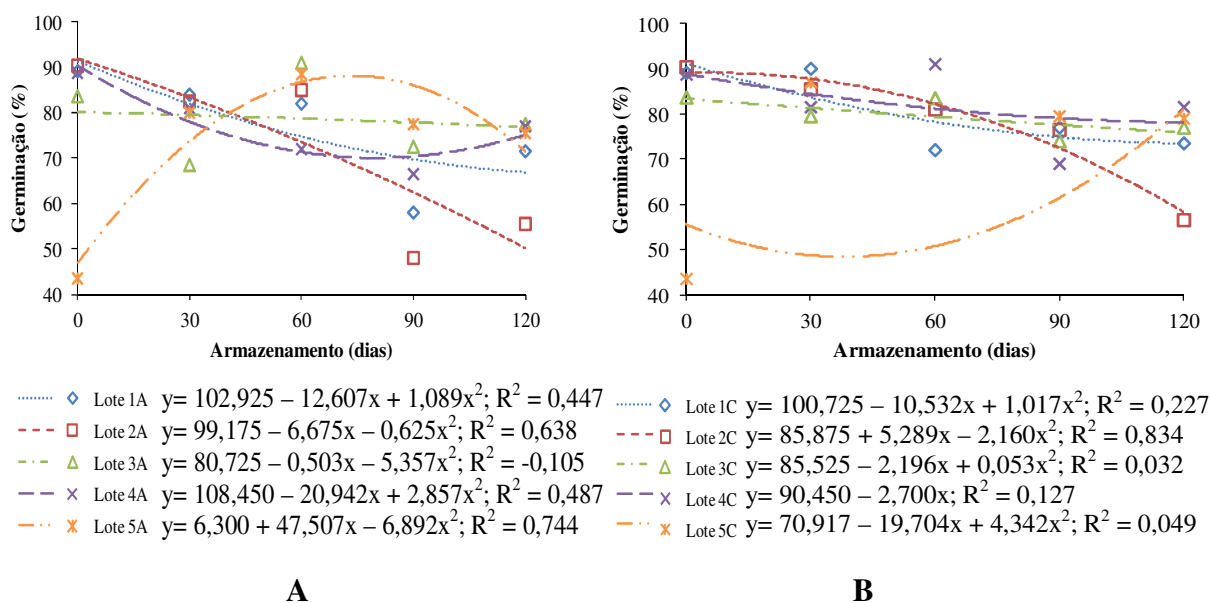 100
90
80
70
60
50
40
Germinação (%)
0 30 60 90 120
Armazenamento (dias)
Lote 1A y= 102,925 – 12,607x + 1,089x²; R² = 0,447
Lote 2A y= 99,175 – 6,675x – 0,625x²; R² = 0,638
Lote 3A y= 80,725 – 0,503x – 5,357x²; R² = -0,105
Lote 4A y= 108,450 – 20,942x + 2,857x²; R² = 0,487
Lote 5A y= 6,300 + 47,507x – 6,892x²; R² = 0,744
A
100
90
80
70
60
50
40
Germinação (%)
0 30 60 90 120
Armazenamento (dias)
Lote 1C y= 100,725 – 10,532x + 1,017x²; R² = 0,227
Lote 2C y= 85,875 + 5,289x – 2,160x²; R² = 0,834
Lote 3C y= 85,525 – 2,196x + 0,053x²; R² = 0,032
Lote 4C y= 90,450 – 2,700x; R² = 0,127
Lote 5C y= 70,917 – 19,704x + 4,342x²; R² = 0,049
B